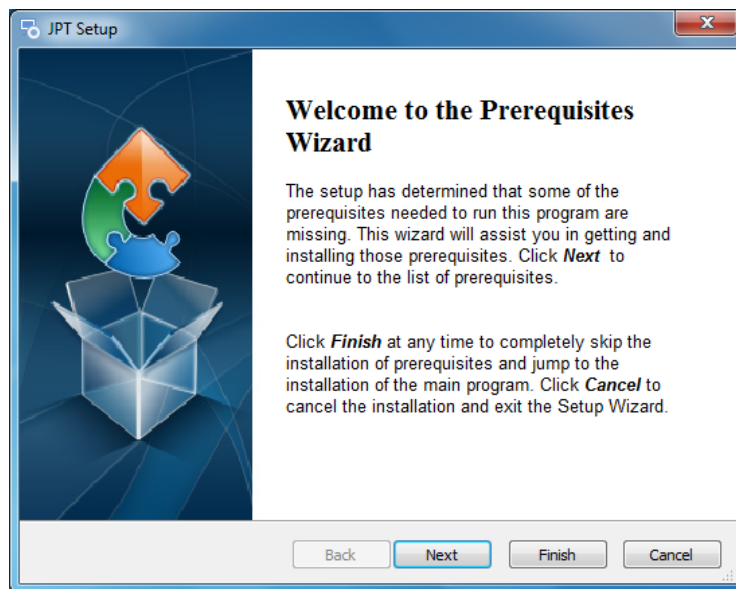 JPT Setup
Welcome to the Prerequisites
Wizard
The setup has determined that some of the
prerequisites needed to run this program are
missing. This wizard will assist you in getting and
installing those prerequisites. Click Next to
continue to the list of prerequisites.
Click Finish at any time to completely skip the
installation of prerequisites and jump to the
installation of the main program. Click Cancel to
cancel the installation and exit the Setup Wizard.
Back Next Finish Cancel